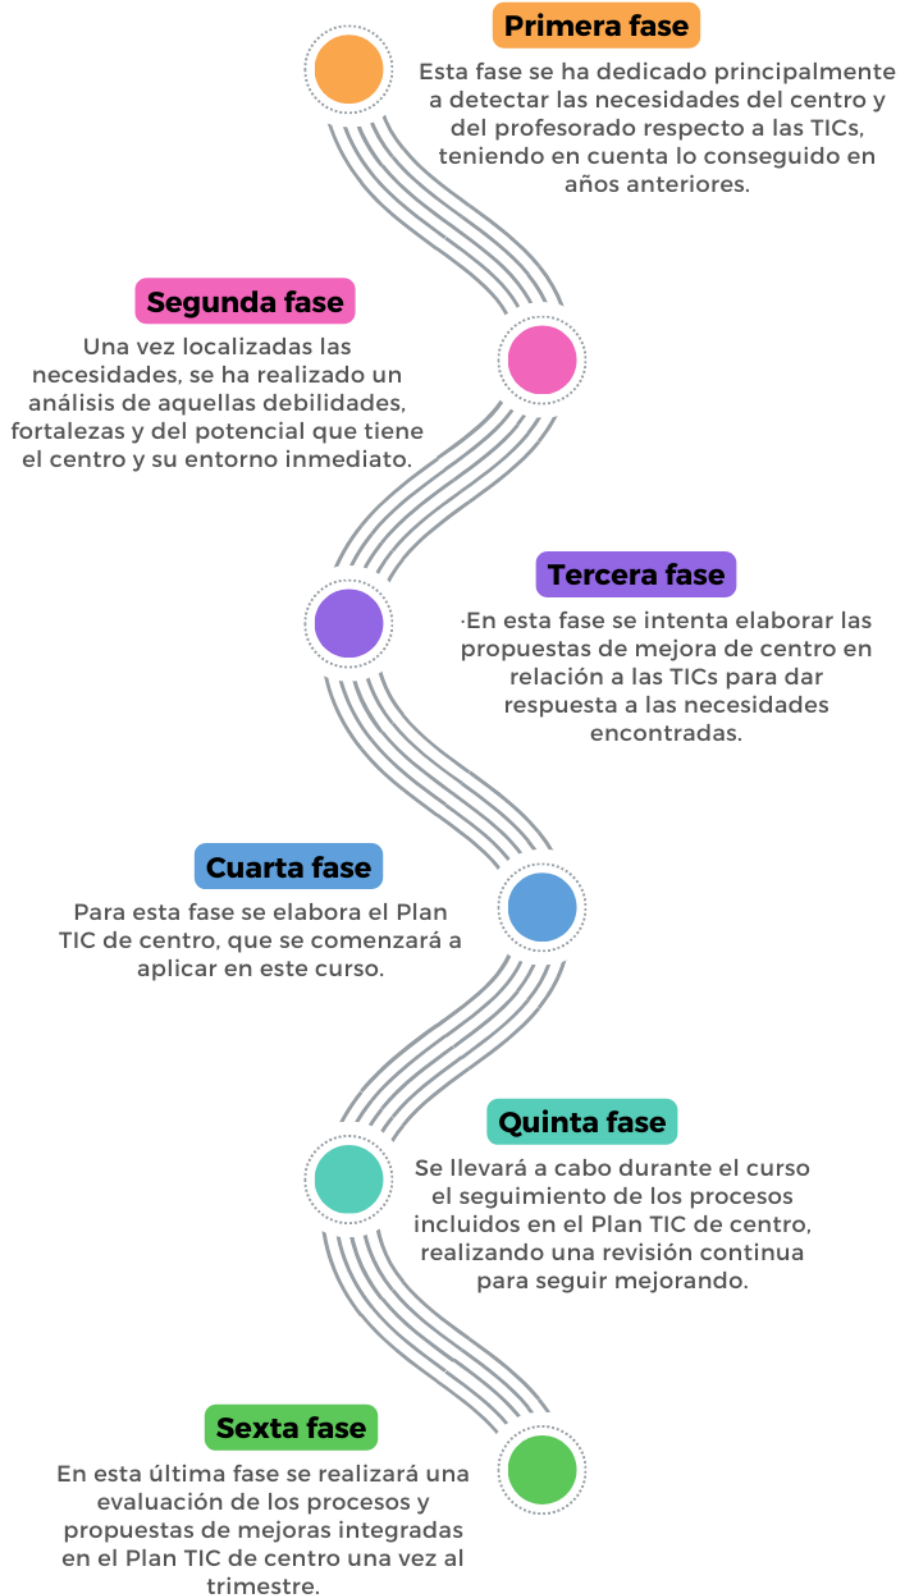 Primera fase
Esta fase se ha dedicado principalmente
a detectar las necesidades del centro y
del profesorado respecto a las TICs,
teniendo en cuenta lo conseguido en
años anteriores.
Segunda fase
Una vez localizadas las
necesidades, se ha realizado un
análisis de aquellas debilidades,
fortalezas y del potencial que tiene
el centro y su entorno inmediato.
Tercera fase
·En esta fase se intenta elaborar las
propuestas de mejora de centro en
relación a las TICs para dar
respuesta a las necesidades
encontradas.
Cuarta fase
Para esta fase se elabora el Plan
TIC de centro, que se comenzará a
aplicar en este curso.
Quinta fase
Se llevará a cabo durante el curso
el seguimiento de los procesos
incluidos en el Plan TIC de centro,
realizando una revisión continua
para seguir mejorando.
Sexta fase
En esta última fase se realizará una
evaluación de los procesos y
propuestas de mejoras integradas
en el Plan TIC de centro una vez al
trimestre.